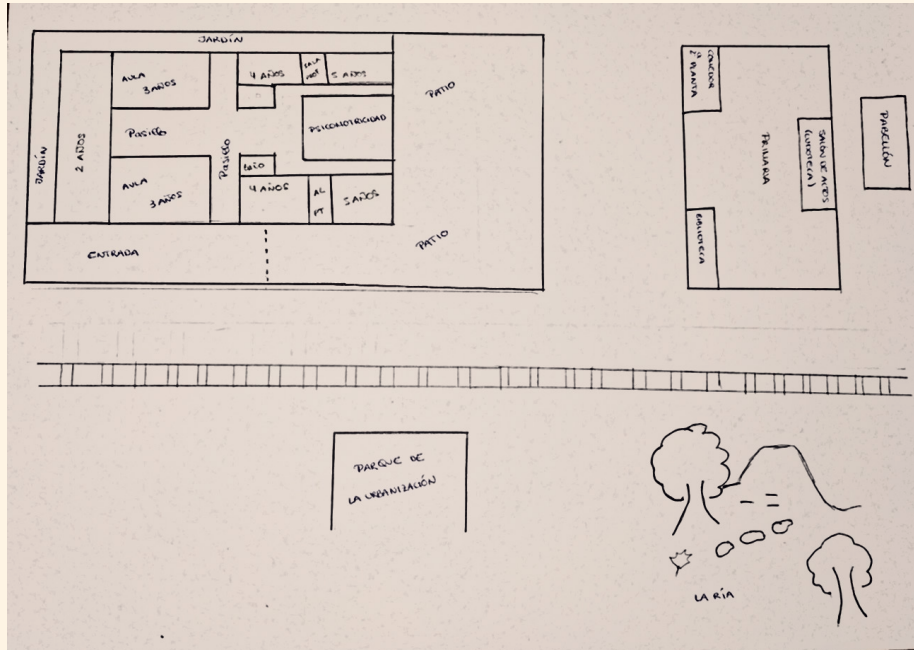 JARDÍN
JARDÍN
2 AÑOS
AULA
3 AÑOS
Pasillo
AULA
3 AÑOS
Pasillo
4 AÑOS
SALA
5 AÑOS
PSICOMOTRICIDAD
BAÑO
4 AÑOS
AL
PT
5 AÑOS
ENTRADA
PATIO
PATIO
COMEDOR
2ª PLANTA
PRIMARIA
SALÓN DE ACTOS
(LUDOTECA)
BIBLIOTECA
PABELLÓN
PARQUE DE
LA URBANIZACIÓN
LA RÍA